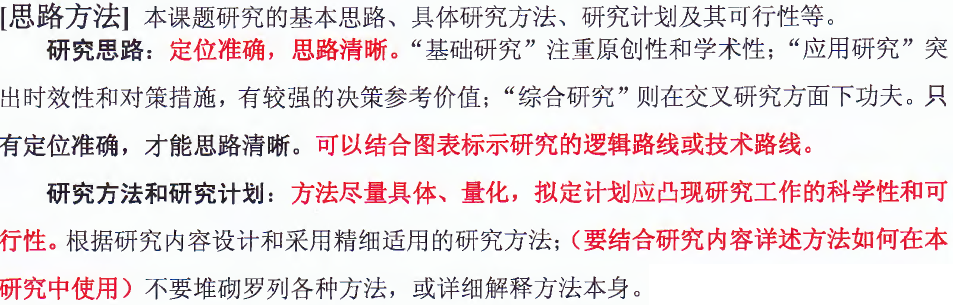 [思路方法]  本课题研究的基本思路、具体研究方法、研究计划及其可行性等。
研究思路：定位准确，思路清晰。“基础研究”注重原创性和学术性；“应用研究”突
出时效性和对策措施，有较强的决策参考价值；“综合研究”则在交叉研究方面下功夫。只
有定位准确，才能思路清晰。可以结合图表标示研究的逻辑路线或技术路线。
研究方法和研究计划：方法尽量具体、量化，拟定计划应凸现研究工作的科学性和可
行性。根据研究内容设计和采用精细适用的研究方法；（要结合研究内容详述方法如何在本
研究中使用）不要堆砌罗列各种方法，或详细解释方法本身。